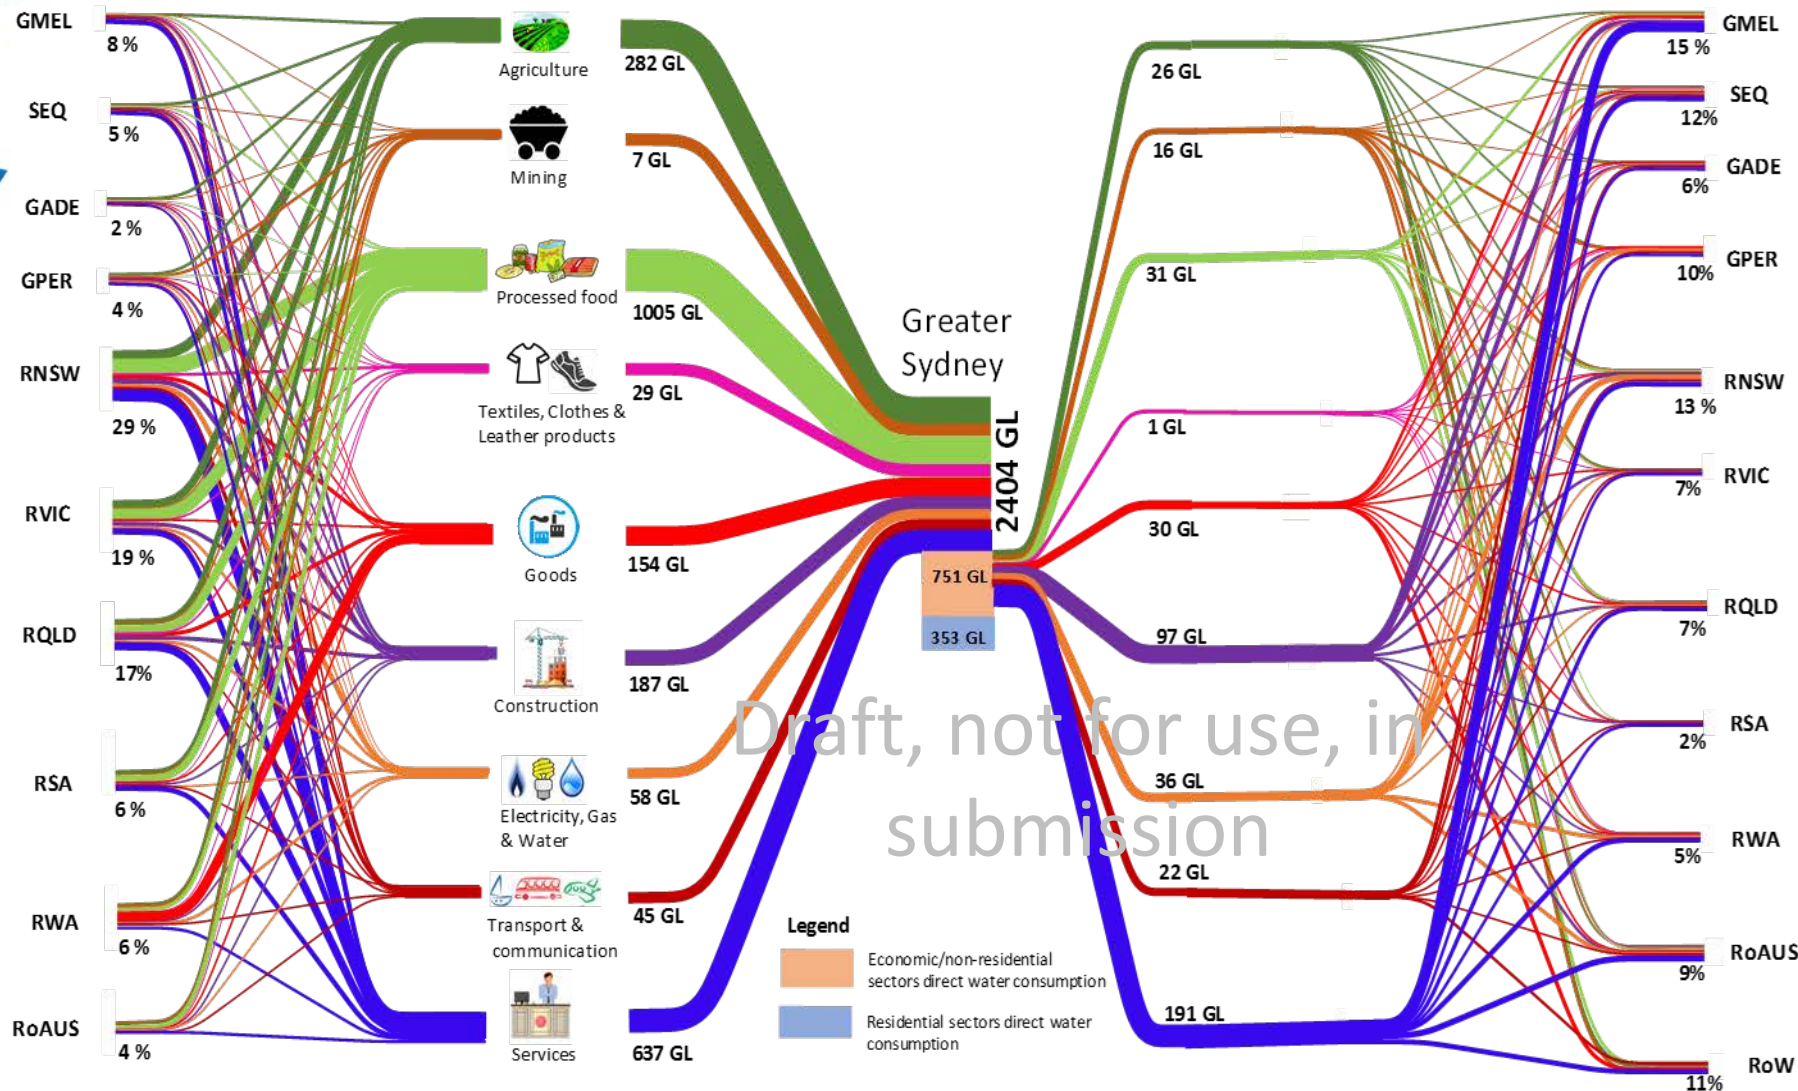 GMEL
8 %
SEQ
5 %
GADE
2 %
GPER
4 %
RNSW
29 %
RVIC
19 %
RQLD
17%
RSA
6 %
RWA
6 %
RoAUS
4 %
Agriculture
Mining
Processed food
Textiles, Clothes &
Leather products
Goods
Construction
Electricity, Gas
& Water
Transport &
communication
Services
282 GL
7 GL
1005 GL
29 GL
154 GL
187 GL
58 GL
45 GL
637 GL
Greater
Sydney
2404 GL
751 GL
353 GL
Draft, not for use, in
submission
Legend
Economic/non-residential
sectors direct water consumption
Residential sectors direct water
consumption
26 GL
16 GL
31 GL
1 GL
30 GL
97 GL
36 GL
22 GL
191 GL
GMEL
15 %
SEQ
12%
GADE
6%
GPER
10%
RNSW
13 %
RVIC
7%
RQLD
7%
RSA
2%
RWA
5%
RoAUS
9%
RoW
11%